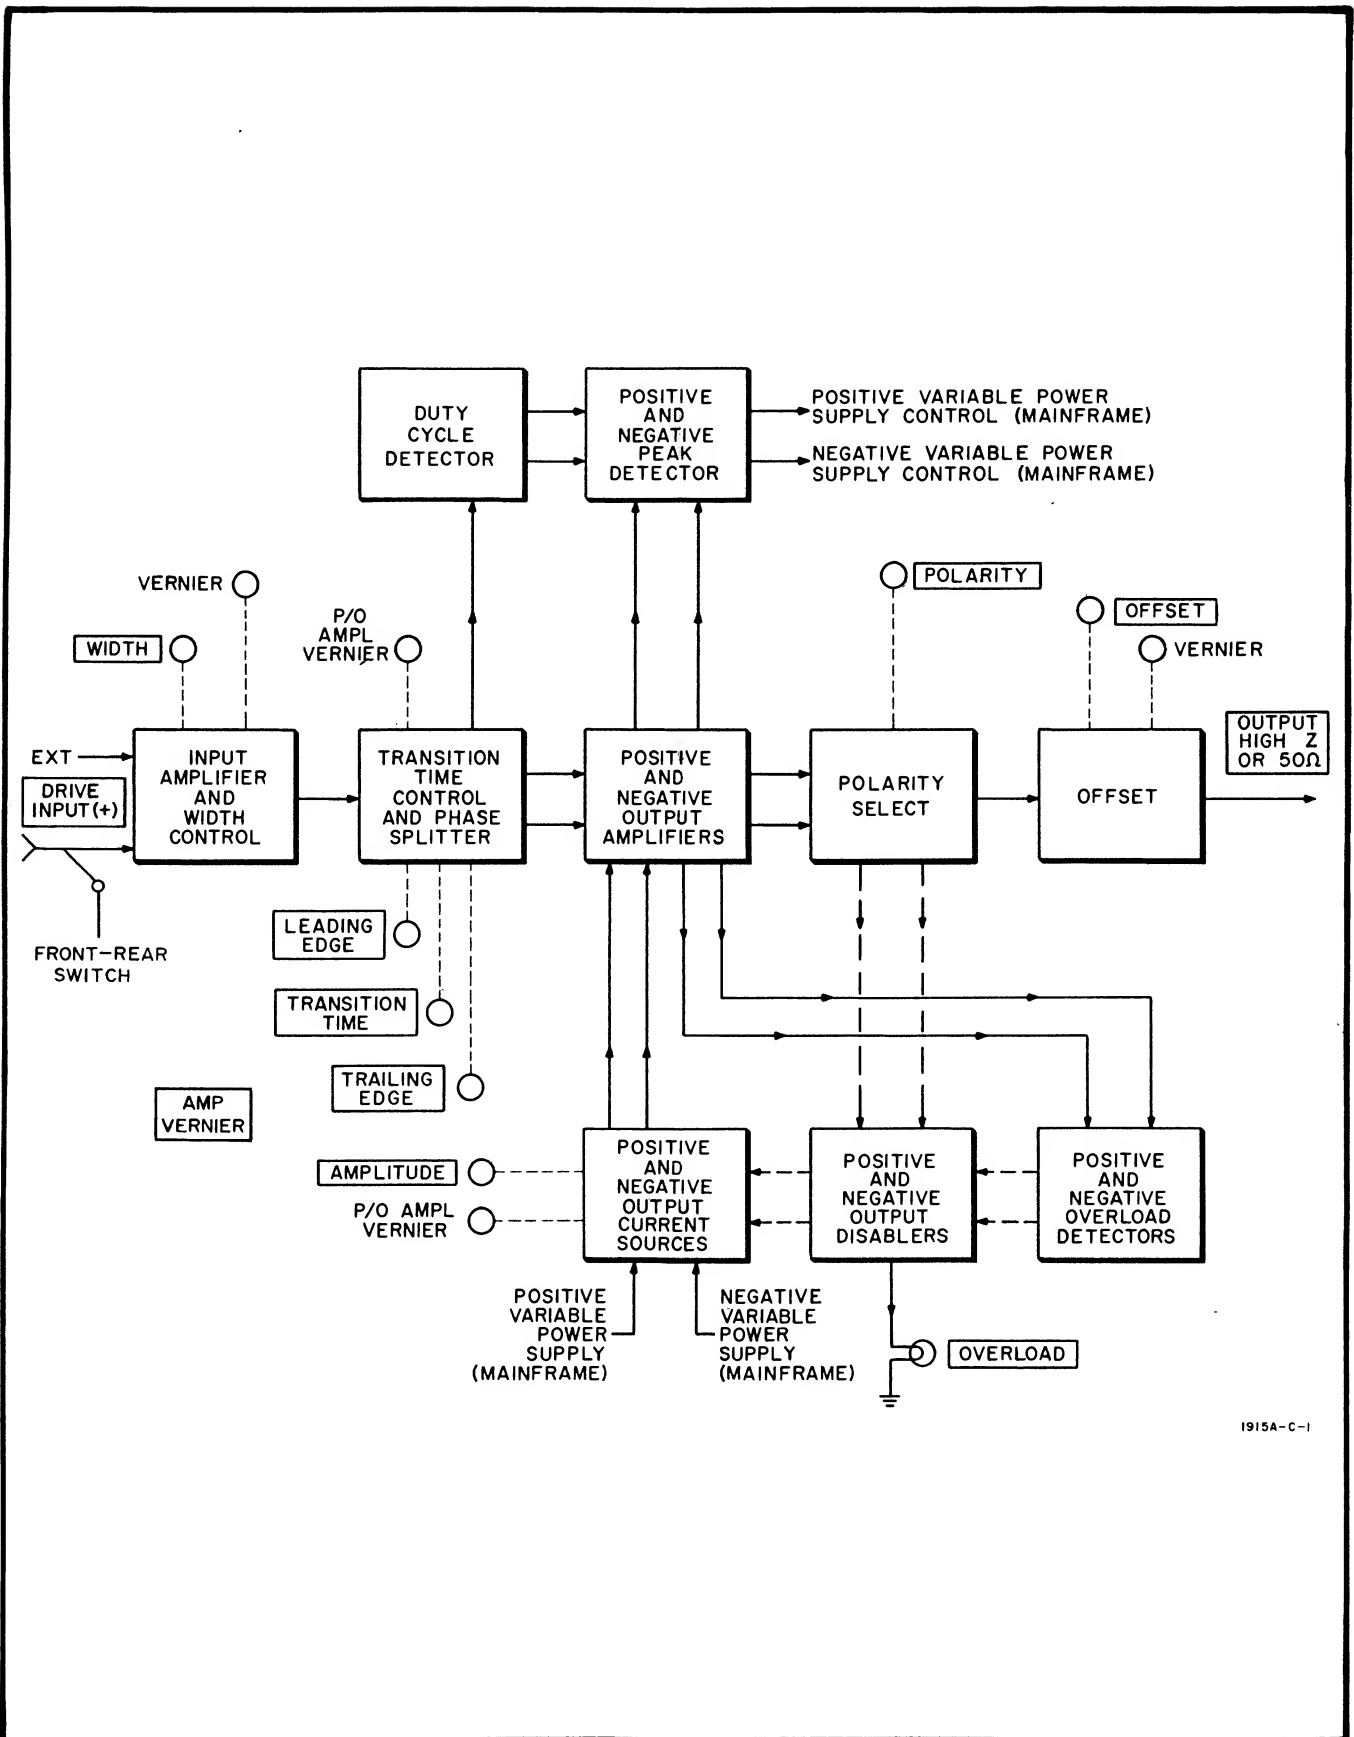 DUTY
CYCLE
DETECTOR
POSITIVE
AND
NEGATIVE
PEAK
DETECTOR
POSITIVE VARIABLE POWER
SUPPLY CONTROL (MAINFRAME)
NEGATIVE VARIABLE POWER
SUPPLY CONTROL (MAINFRAME)
VERNIER
WIDTH
P/O
AMPL
VERNIER
POLARITY
OFFSET
VERNIER
EXT
DRIVE
INPUT(+)
FRONT-REAR
SWITCH
INPUT
AMPLIFIER
AND
WIDTH
CONTROL
TRANSITION
TIME
CONTROL
AND PHASE
SPLITTER
POSITIVE
AND
NEGATIVE
OUTPUT
AMPLIFIERS
POLARITY
SELECT
OFFSET
OUTPUT
HIGH Z
OR 50Ω
LEADING
EDGE
TRANSITION
TIME
TRAILING
EDGE
AMP
VERNIER
AMPLITUDE
P/O AMPL
VERNIER
POSITIVE
AND
NEGATIVE
OUTPUT
CURRENT
SOURCES
POSITIVE
AND
NEGATIVE
OUTPUT
DISABLERS
POSITIVE
AND
NEGATIVE
OVERLOAD
DETECTORS
POSITIVE
VARIABLE
POWER
SUPPLY
(MAINFRAME)
NEGATIVE
VARIABLE
POWER
SUPPLY
(MAINFRAME)
OVERLOAD
1915A-C-1